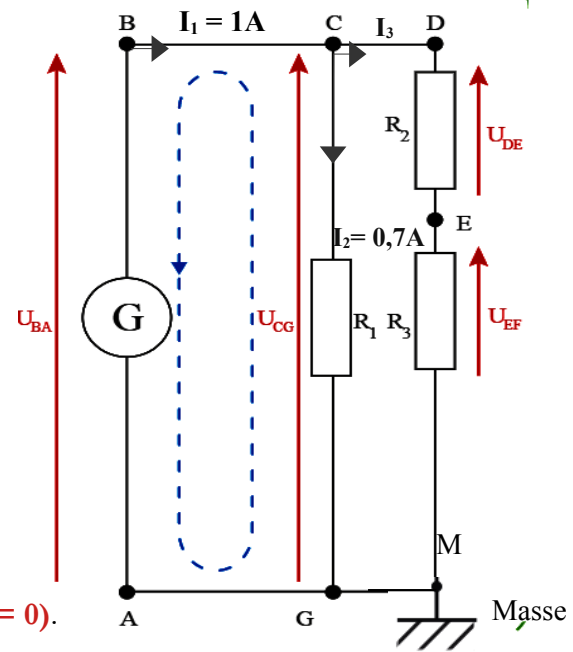 B
I₁ = 1A
C
I₃
D
R₂
U_DE
E
I₂= 0,7A
U_BA
G
U_CG
R₁
R₃
U_EF
M
= 0).
A
G
Masse